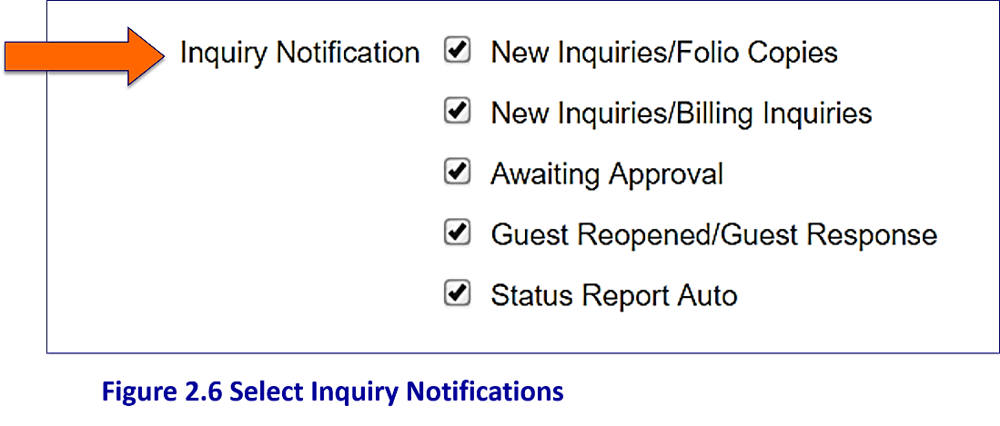 Inquiry Notification New Inquiries/Folio Copies
New Inquiries/Billing Inquiries
Awaiting Approval
Guest Reopened/Guest Response
Status Report Auto
Figure 2.6 Select Inquiry Notifications